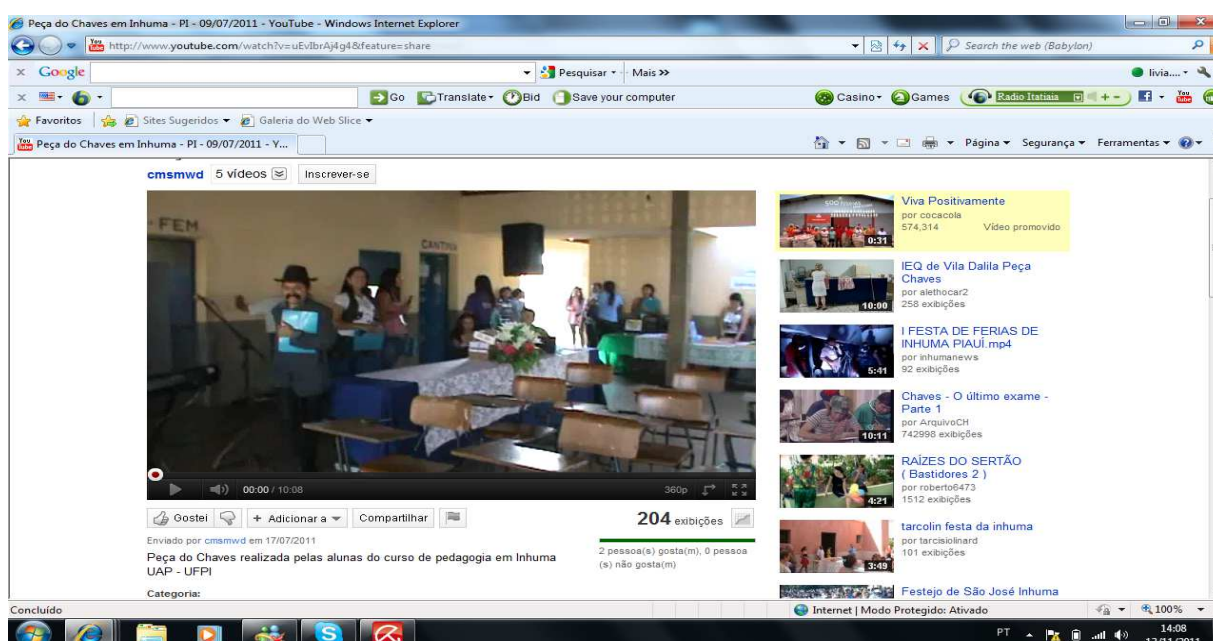 Peça do Chaves em Inhuma - PI - 09/07/2011 - YouTube - Windows Internet Explorer
http://www.youtube.com/watch?v=uEvIbrAj4g4&feature=share
Search the web (Babylon)
x Google
Pesquisar
Mais »
livia....
x
Go
Translate
Bid
Save your computer
Casino
Games
Radio Itatiaia
Favoritos
Sites Sugeridos
Galeria do Web Slice
Peça do Chaves em Inhuma - PI - 09/07/2011 - Y...
Página
Segurança
Ferramentas
cmsmwd 5 vídeos
Inscrever-se
- FEM
CANTINA
00:00 / 10:08
360p
Gostei
+ Adicionar a
Compartilhar
204 exibições
Enviado por cmsmwd em 17/07/2011
Peça do Chaves realizada pelas alunas do curso de pedagogia em Inhuma
UAP - UFPI
2 pessoa(s) gosta(m), 0 pessoa
(s) não gosta(m)
Categoria:
Viva Positivamente
por cocacola
574,314 Vídeo promovido
0:31
IEQ de Vila Dalila Peça
Chaves
por alethocar2
258 exibições
10:00
I FESTA DE FERIAS DE
INHUMA PIAUÍ.mp4
por inhumanews
92 exibições
5:41
Chaves - O último exame -
Parte 1
por ArquivoCH
742998 exibições
10:11
RAÍZES DO SERTÃO
( Bastidores 2 )
por roberto6473
1512 exibições
4:21
tarcolin festa da inhuma
por tarcisiolinard
101 exibições
3:49
Festejo de São José Inhuma
Concluído
Internet | Modo Protegido: Ativado
100%
PT
14:08